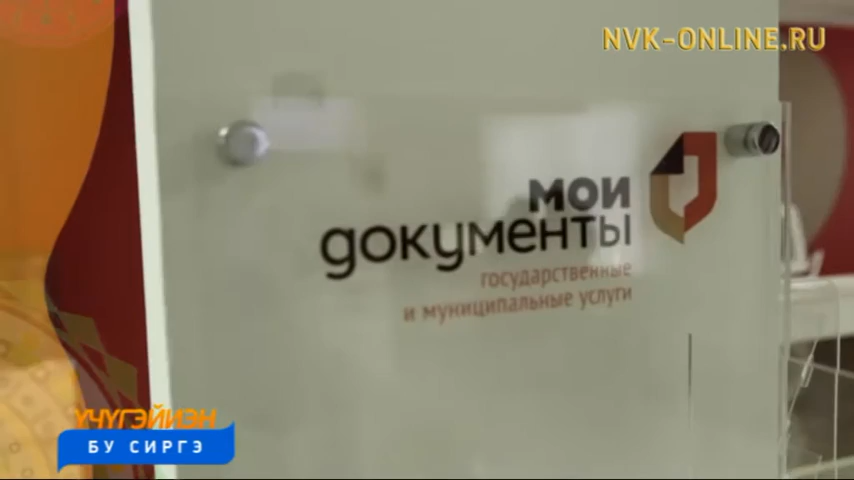 NVK-ONLINE.RU
мои
документы
государственные
и муниципальные услуги
ҮЧҮГЭЙИЭН
БУ СИРГЭ